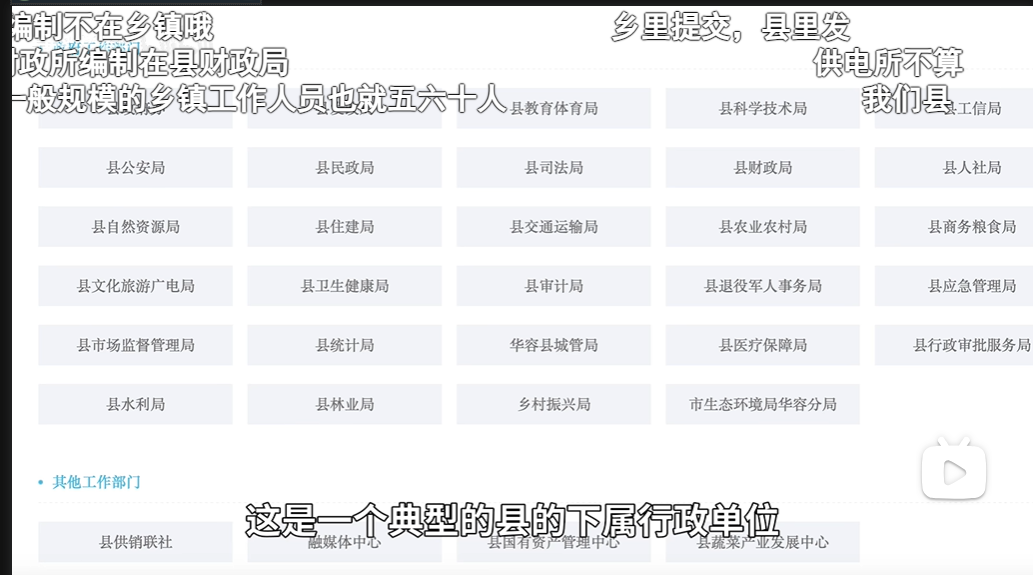 编制不在乡镇哦
乡里提交，县里发
财政所编制在县财政局
供电所不算
一般规模的乡镇工作人员也就五六十人
我们县
县教育体育局
县科学技术局
县工信局
县公安局
县民政局
县司法局
县财政局
县人社局
县自然资源局
县住建局
县交通运输局
县农业农村局
县商务粮食局
县文化旅游广电局
县卫生健康局
县审计局
县退役军人事务局
县应急管理局
县市场监督管理局
县统计局
华容县城管局
县医疗保障局
县行政审批服务局
县水利局
县林业局
乡村振兴局
市生态环境局华容分局
其他工作部门
这是一个典型的县的下属行政单位
县供销联社
融媒体中心
县国有资产管理中心
县蔬菜产业发展中心